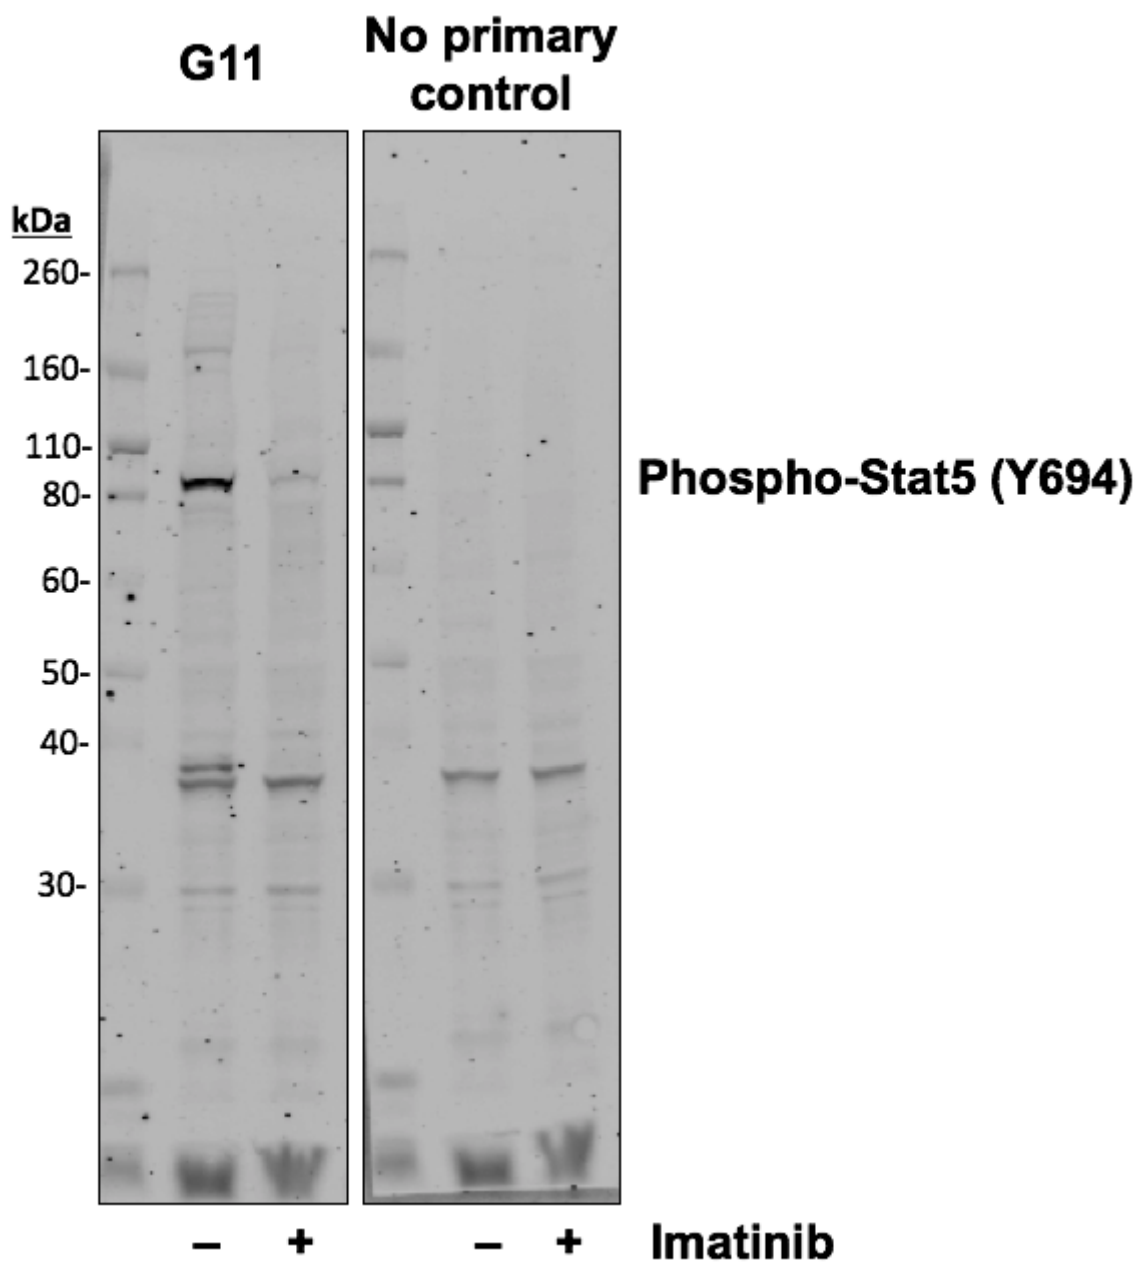 G11
No primary
control
kDa
260-
160-
110-
80-
60-
50-
40-
30-
Phospho-Stat5 (Y694)
– + – + Imatinib